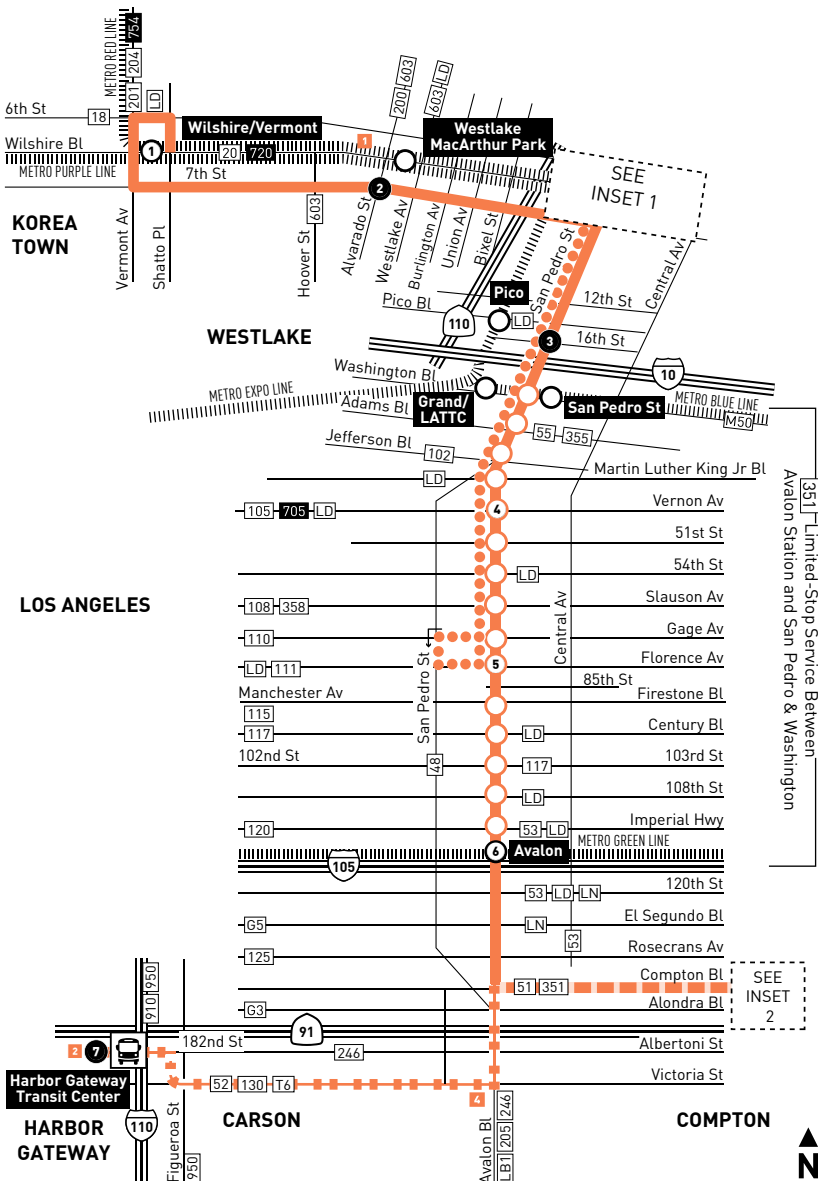 METRO RED LINE
754
204
201
LD
200
603
603
LD
6th St
18
Wilshire Bl
1
Wilshire/Vermont
20
720
1
Westlake
MacArthur Park
METRO PURPLE LINE
7th St
2
SEE
INSET 1
KOREA
TOWN
Vermont Av
Shatto Pl
Hoover St
603
Alvarado St
Westlake Av
Burlington Av
Union Av
Bixel St
San Pedro St
Central Av
Pico Bl
Pico
LD
110
12th St
16th St
3
WESTLAKE
10
Washington Bl
METRO EXPO LINE
Grand/
LATTC
San Pedro St
METRO BLUE LINE
M50
Adams Bl
55
355
Jefferson Bl
102
LD
Martin Luther King Jr Bl
105
705
LD
4
Vernon Av
51st St
LD
54th St
LOS ANGELES
108
358
Slauson Av
110
Gage Av
LD
111
5
Florence Av
San Pedro St
Central Av
85th St
Manchester Av
Firestone Bl
115
117
LD
Century Bl
102nd St
48
117
103rd St
LD
108th St
120
53
LD
Imperial Hwy
METRO GREEN LINE
6
Avalon
105
351 Limited-Stop Service Between
Avalon Station and San Pedro & Washington
53
LD
LN
120th St
G5
LN
El Segundo Bl
125
53
Rosecrans Av
51
351
Compton Bl
SEE
INSET
2
G3
Alondra Bl
910
950
91
2
7
182nd St
246
Albertoni St
Harbor Gateway
Transit Center
52
130
T6
Victoria St
4
HARBOR
GATEWAY
110
Figueroa St
950
CARSON
Avalon Bl
LB1
205
246
COMPTON
N